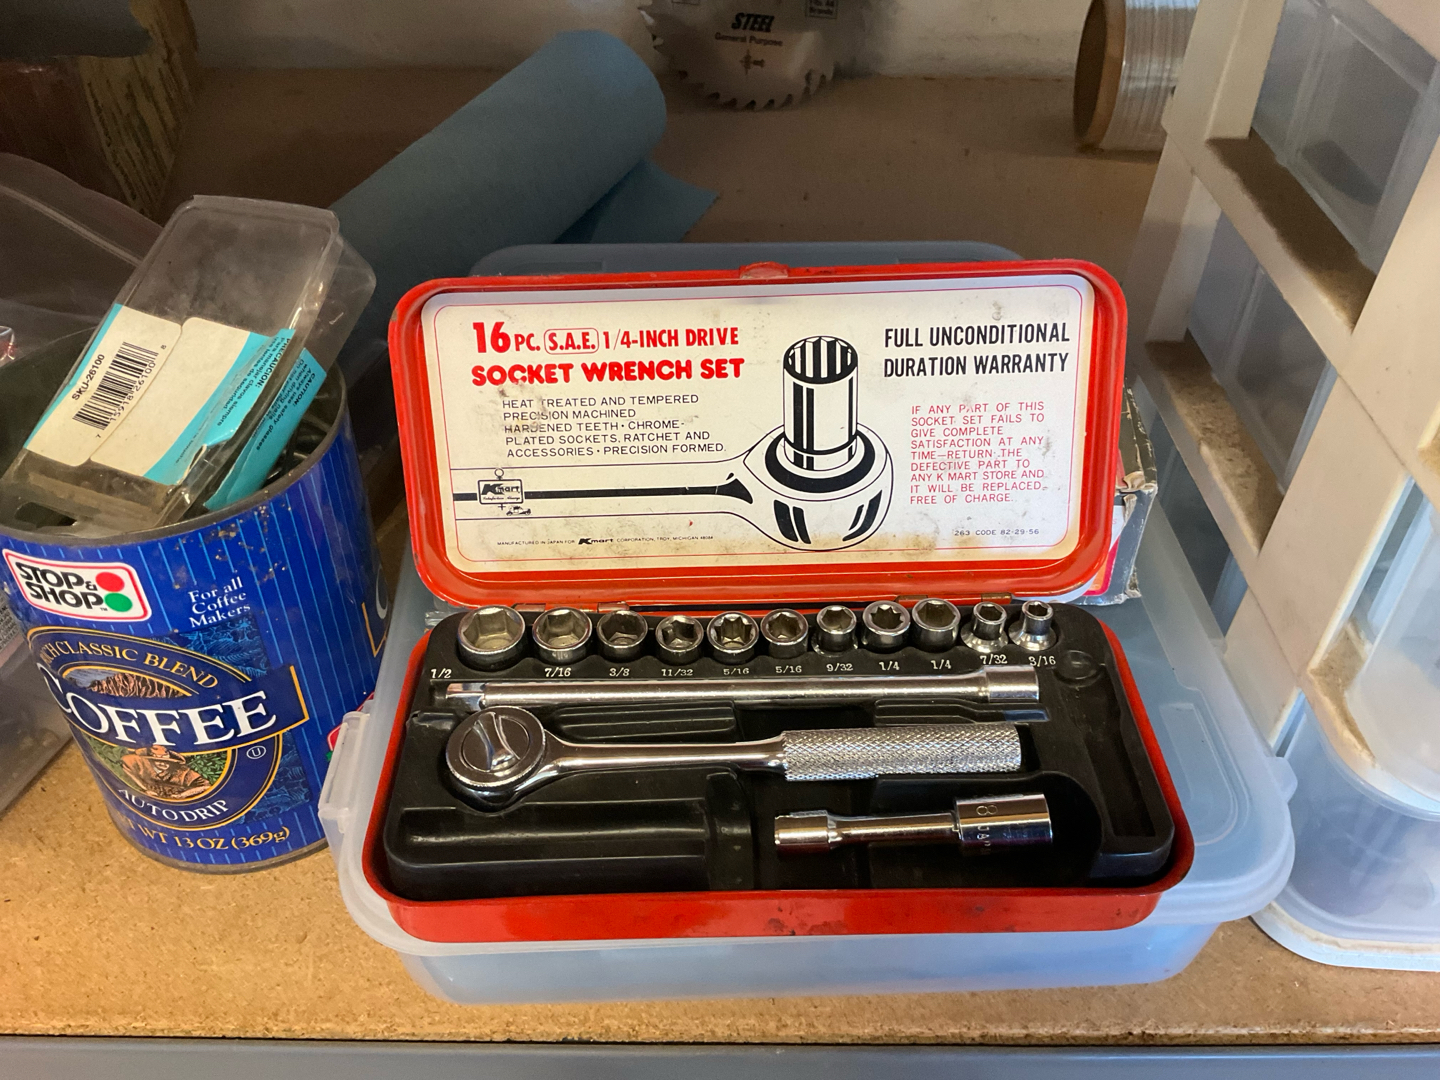 STEEL
General Purpose
SKU-26100
16 PC. S.A.E. 1/4-INCH DRIVE
SOCKET WRENCH SET
HEAT TREATED AND TEMPERED
PRECISION MACHINED
HARDENED TEETH • CHROME-
PLATED SOCKETS, RATCHET AND
ACCESSORIES • PRECISION FORMED.
Kmart
MANUFACTURED IN JAPAN FOR Kmart CORPORATION, TROY, MICHIGAN 48084
FULL UNCONDITIONAL
DURATION WARRANTY
IF ANY PART OF THIS
SOCKET SET FAILS TO
GIVE COMPLETE
SATISFACTION AT ANY
TIME—RETURN THE
DEFECTIVE PART TO
ANY K MART STORE AND
IT WILL BE REPLACED
FREE OF CHARGE.
263 CODE 82-29-56
STOP&
SHOP
For all
Coffee
Makers
CLASSIC BLEND
COFFEE
AUTO DRIP
WT 13 OZ (369g)
1/2 7/16 3/8 11/32 5/16 5/16 9/32 1/4 1/4 7/32 3/16
8